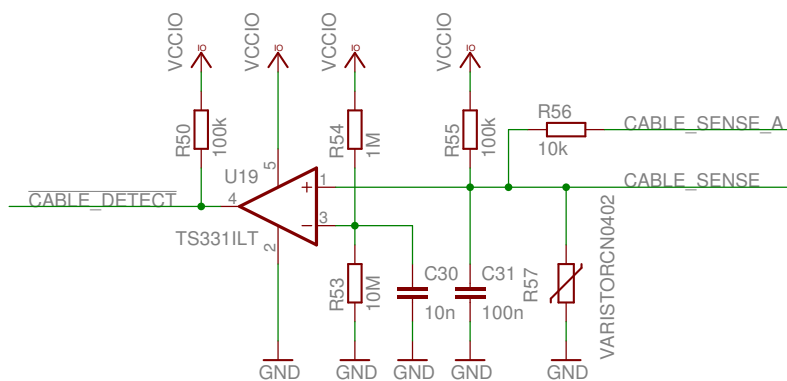 VCCIO
VCCIO
VCCIO
VCCIO
IO
IO
IO
IO
R50
100k
R54
1M
R55
100k
R56
10k
CABLE_SENSE_A
U19
5
+
1
CABLE_SENSE
CABLE_DETECT
4
−
3
TS331ILT
2
R53
10M
C30
10n
C31
100n
R57
VARISTORCN0402
GND
GND
GND
GND
GND